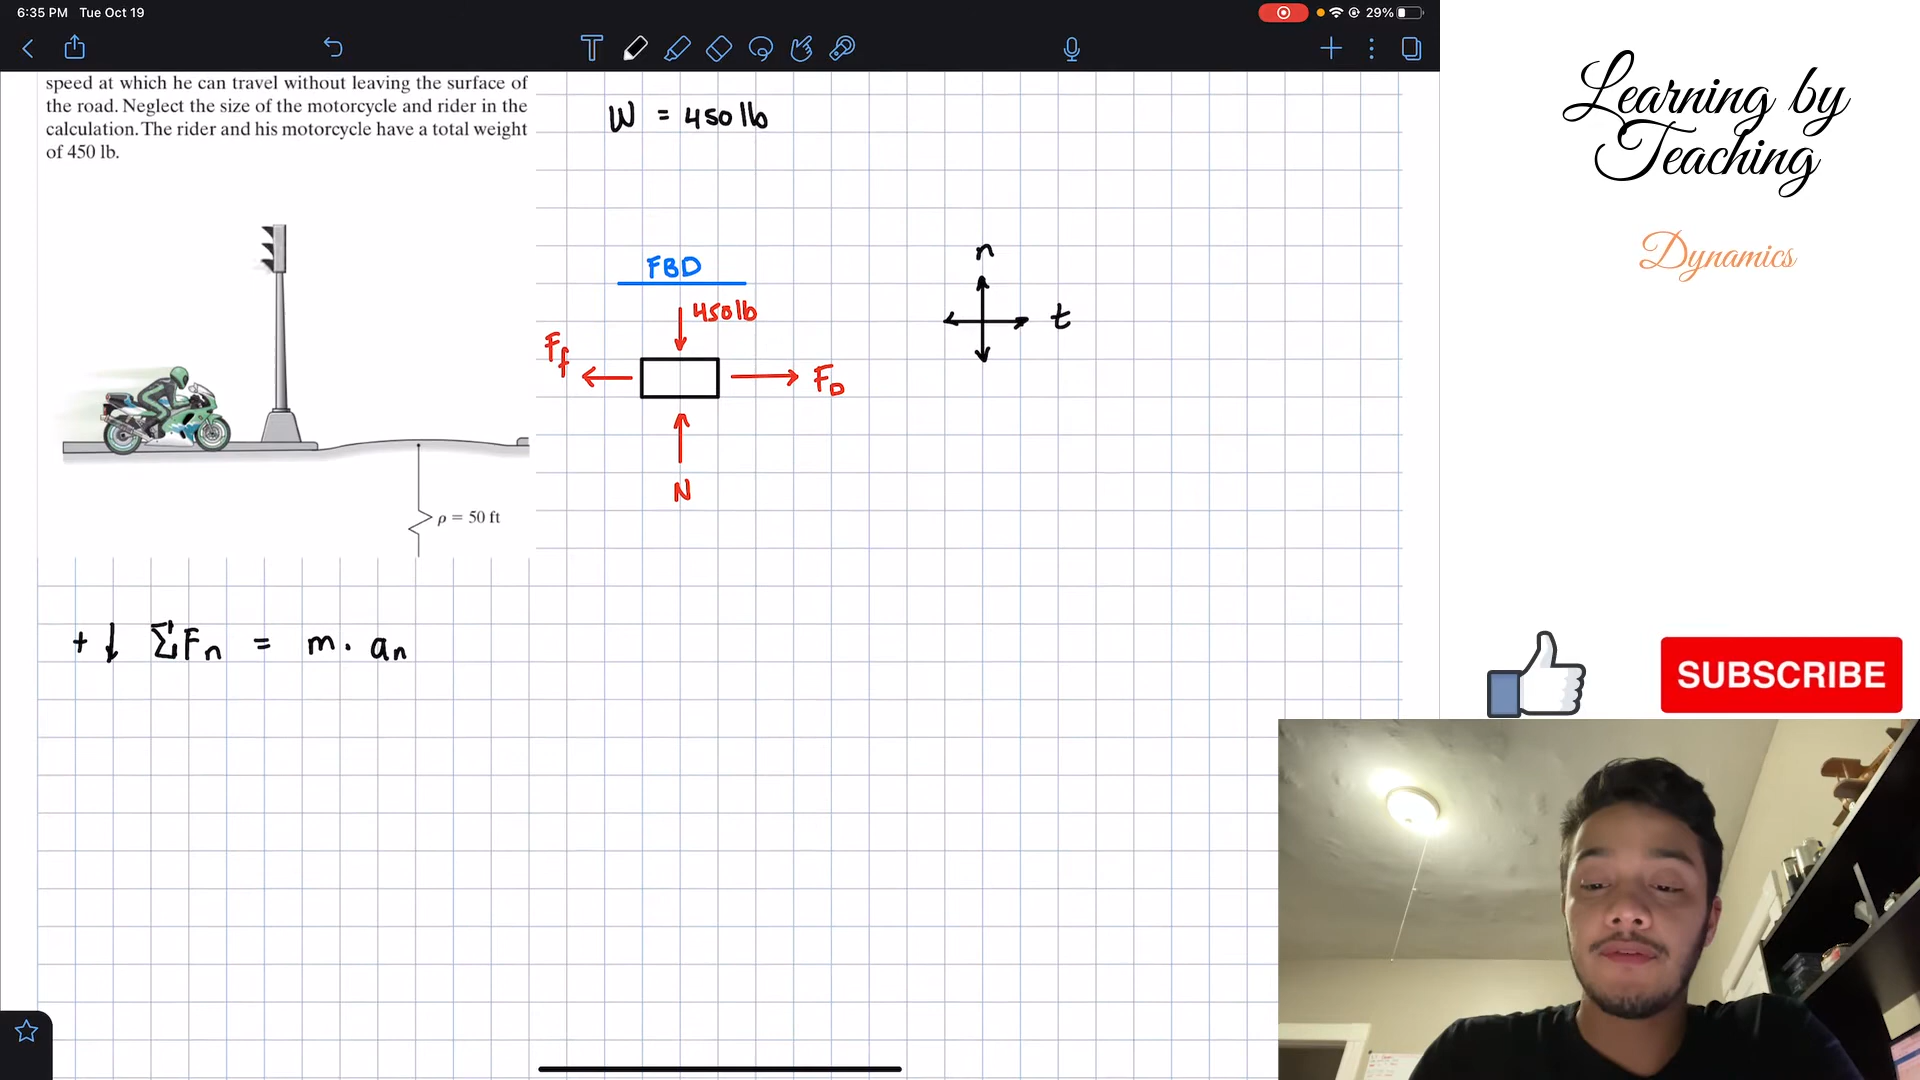 6:35 PM Tue Oct 19
29%
speed at which he can travel without leaving the surface of
the road. Neglect the size of the motorcycle and rider in the
calculation. The rider and his motorcycle have a total weight
of 450 lb.
ρ = 50 ft
W = 450 lb
FBD
450 lb
Ff
FD
N
n
t
+ ↓ ΣFn = m · an
Learning by
Teaching
Dynamics
SUBSCRIBE